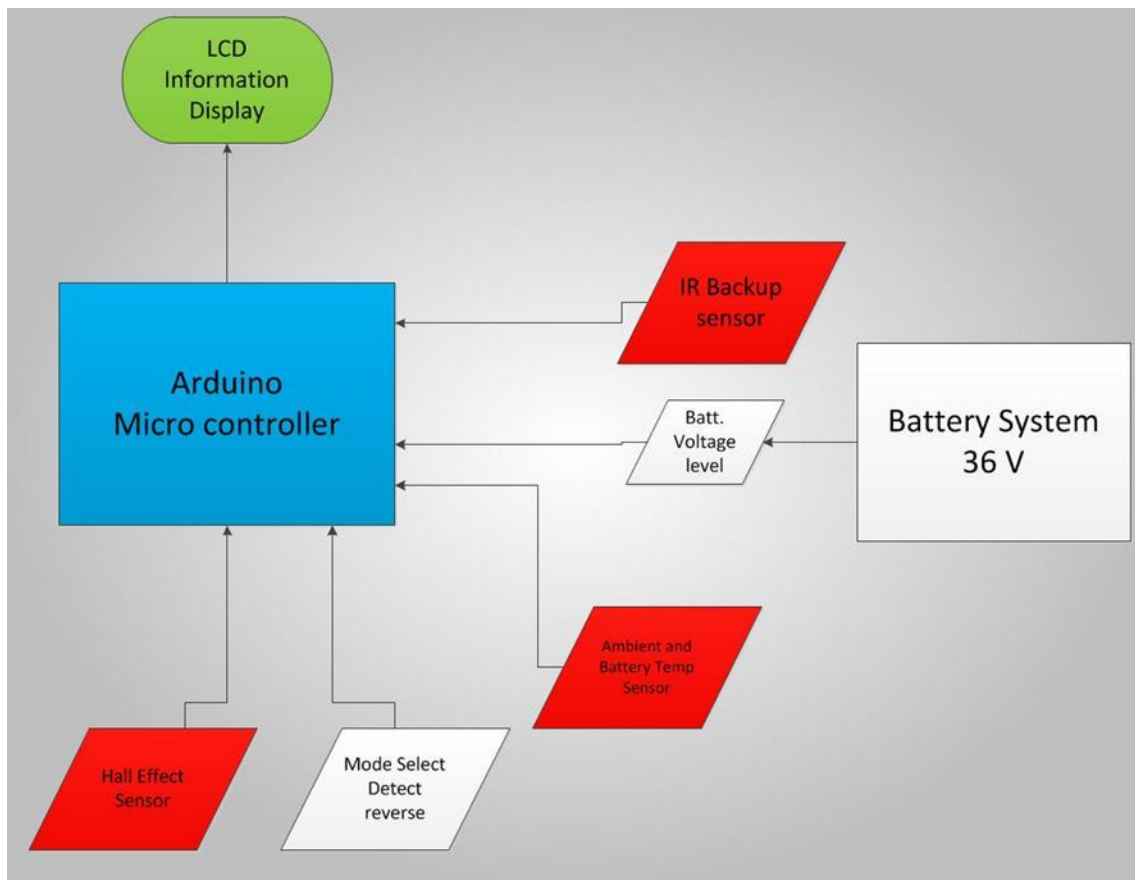 LCD
Information
Display
IR Backup
sensor
Arduino
Micro controller
Batt.
Voltage
level
Battery System
36 V
Ambient and
Battery Temp
Sensor
Hall Effect
Sensor
Mode Select
Detect
reverse